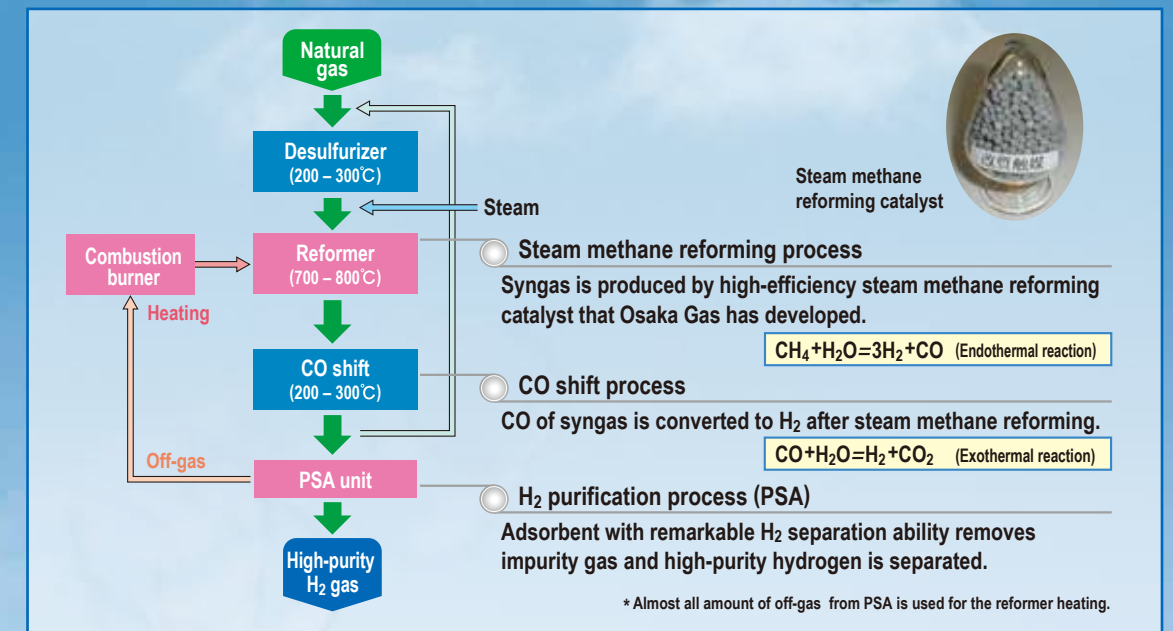 Natural
gas
Desulfurizer
(200 – 300℃)
Steam
Combustion
burner
Reformer
(700 – 800℃)
Heating
CO shift
(200 – 300℃)
Off-gas
PSA unit
High-purity
H₂ gas
改質触媒
Steam methane
reforming catalyst
Steam methane reforming process
Syngas is produced by high-efficiency steam methane reforming
catalyst that Osaka Gas has developed.
CH₄+H₂O=3H₂+CO (Endothermal reaction)
CO shift process
CO of syngas is converted to H₂ after steam methane reforming.
CO+H₂O=H₂+CO₂ (Exothermal reaction)
H₂ purification process (PSA)
Adsorbent with remarkable H₂ separation ability removes
impurity gas and high-purity hydrogen is separated.
* Almost all amount of off-gas from PSA is used for the reformer heating.